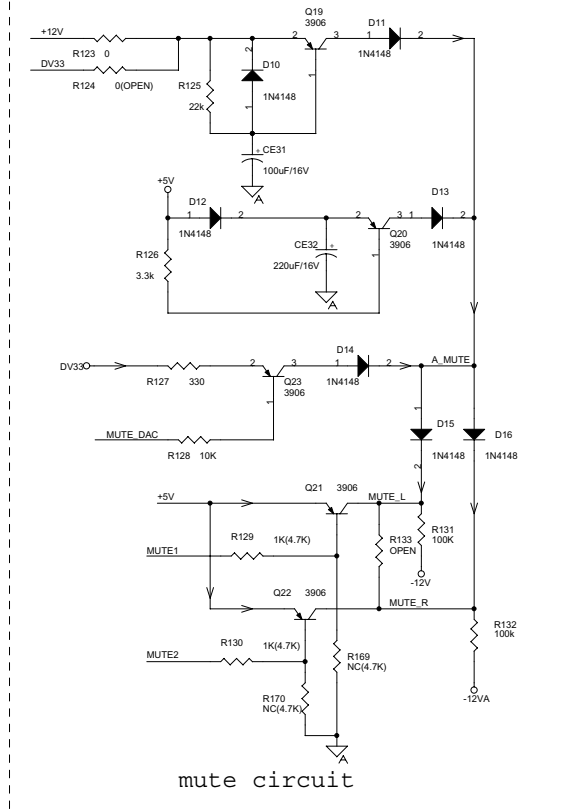 Q19
3906
D11
+12V
2
2
3
1
2
R123 0
1N4148
D10
DV33
R124 0(OPEN)
R125
22k
1N4148
1
1
+ CE31
100uF/16V
A
+5V
D12
D13
1
2
2
3
1
2
1N4148
Q20
3906
1N4148
R126
3.3k
CE32
+
220uF/16V
1
A
D14
DV33
2
3
1
2
A_MUTE
R127 330
Q23
3906
1N4148
1
MUTE_DAC
R128 10K
1
D15
D16
1N4148
1N4148
2
Q21 3906
+5V
MUTE_L
R129
1K(4.7K)
R133
OPEN
R131
100K
MUTE1
-12V
Q22 3906
MUTE_R
R132
100k
R130
1K(4.7K)
MUTE2
R169
NC(4.7K)
R170
NC(4.7K)
-12VA
A
mute circuit